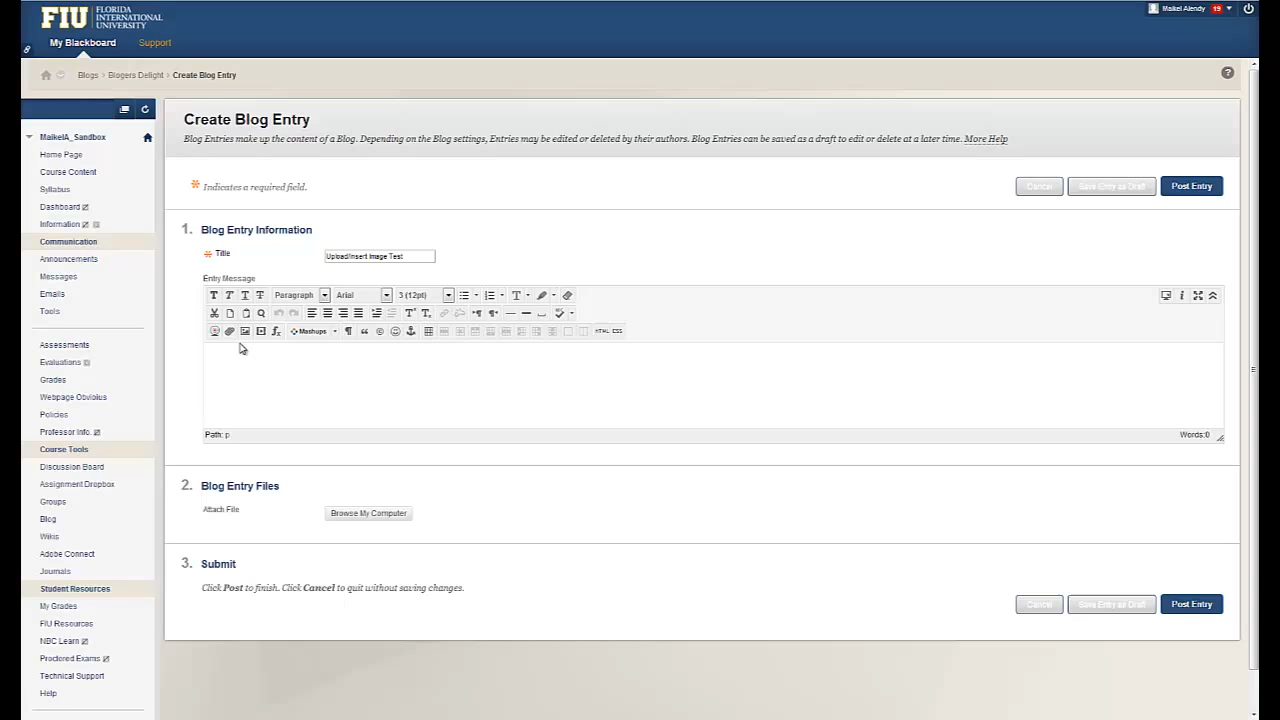 FIU FLORIDA
INTERNATIONAL
UNIVERSITY
Maikel Alendy 19
My Blackboard Support
Blogs > Blogers Delight > Create Blog Entry
MaikelA_Sandbox
Home Page
Course Content
Syllabus
Dashboard
Information
Communication
Announcements
Messages
Emails
Tools
Assessments
Evaluations
Grades
Webpage Obvioius
Policies
Professor Info.
Course Tools
Discussion Board
Assignment Dropbox
Groups
Blog
Wikis
Adobe Connect
Journals
Student Resources
My Grades
FIU Resources
NBC Learn
Proctored Exams
Technical Support
Help
Create Blog Entry
Blog Entries make up the content of a Blog. Depending on the Blog settings, Entries may be edited or deleted by their authors. Blog Entries can be saved as a draft to edit or delete at a later time. More Help
* Indicates a required field.
Cancel Save Entry as Draft Post Entry
1. Blog Entry Information
* Title Upload/Insert Image Test
Entry Message
T T T T Paragraph Arial 3 (12pt)
Mashups HTML CSS
Path: p Words:0
2. Blog Entry Files
Attach File Browse My Computer
3. Submit
Click Post to finish. Click Cancel to quit without saving changes.
Cancel Save Entry as Draft Post Entry